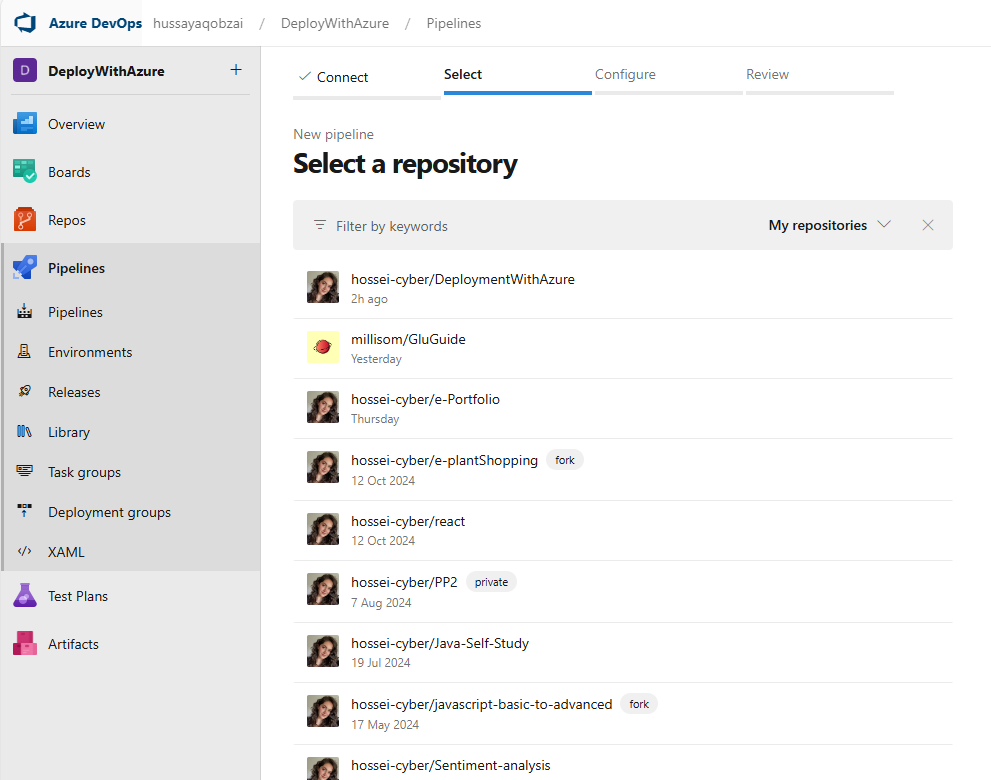 Azure DevOps hussayaqobzai / DeployWithAzure / Pipelines
D DeployWithAzure +
Overview
Boards
Repos
Pipelines
Pipelines
Environments
Releases
Library
Task groups
Deployment groups
XAML
Test Plans
Artifacts
Connect Select Configure Review
New pipeline
Select a repository
Filter by keywords My repositories
hossei-cyber/DeploymentWithAzure
2h ago
millisom/GluGuide
Yesterday
hossei-cyber/e-Portfolio
Thursday
hossei-cyber/e-plantShopping fork
12 Oct 2024
hossei-cyber/react
12 Oct 2024
hossei-cyber/PP2 private
7 Aug 2024
hossei-cyber/Java-Self-Study
19 Jul 2024
hossei-cyber/javascript-basic-to-advanced fork
17 May 2024
hossei-cyber/Sentiment-analysis